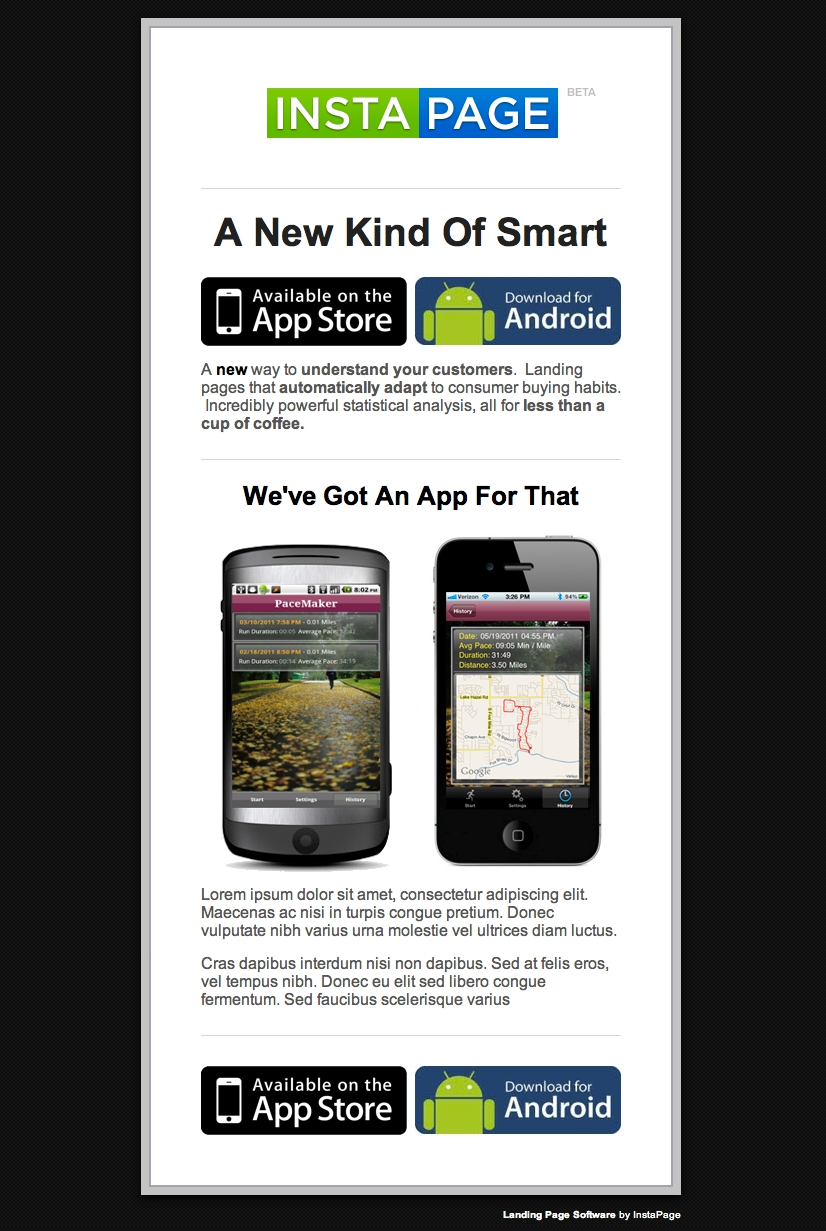 INSTAPAGE BETA
A New Kind Of Smart
Available on the
App Store
Download for
Android
A new way to understand your customers.  Landing
pages that automatically adapt to consumer buying habits.
Incredibly powerful statistical analysis, all for less than a
cup of coffee.
We've Got An App For That
8:02 PM
PaceMaker
03/10/2011 7:58 PM - 0.01 Miles
Run Duration: 00:05 Average Pace:
02/18/2011 8:50 PM - 0.01 Miles
Run Duration: 00:14 Average Pace: 34:19
Start Settings History
Verizon 3:26 PM 94%
History
Date: 05/19/2011 04:55 PM
Avg Pace: 09:05 Min / Mile
Duration: 31:49
Distance: 3.50 Miles
Lake Hazel Rd
S Five Mile Rd
Google
Start Settings History
Lorem ipsum dolor sit amet, consectetur adipiscing elit.
Maecenas ac nisi in turpis congue pretium. Donec
vulputate nibh varius urna molestie vel ultrices diam luctus.
Cras dapibus interdum nisi non dapibus. Sed at felis eros,
vel tempus nibh. Donec eu elit sed libero congue
fermentum. Sed faucibus scelerisque varius
Available on the
App Store
Download for
Android
Landing Page Software by InstaPage